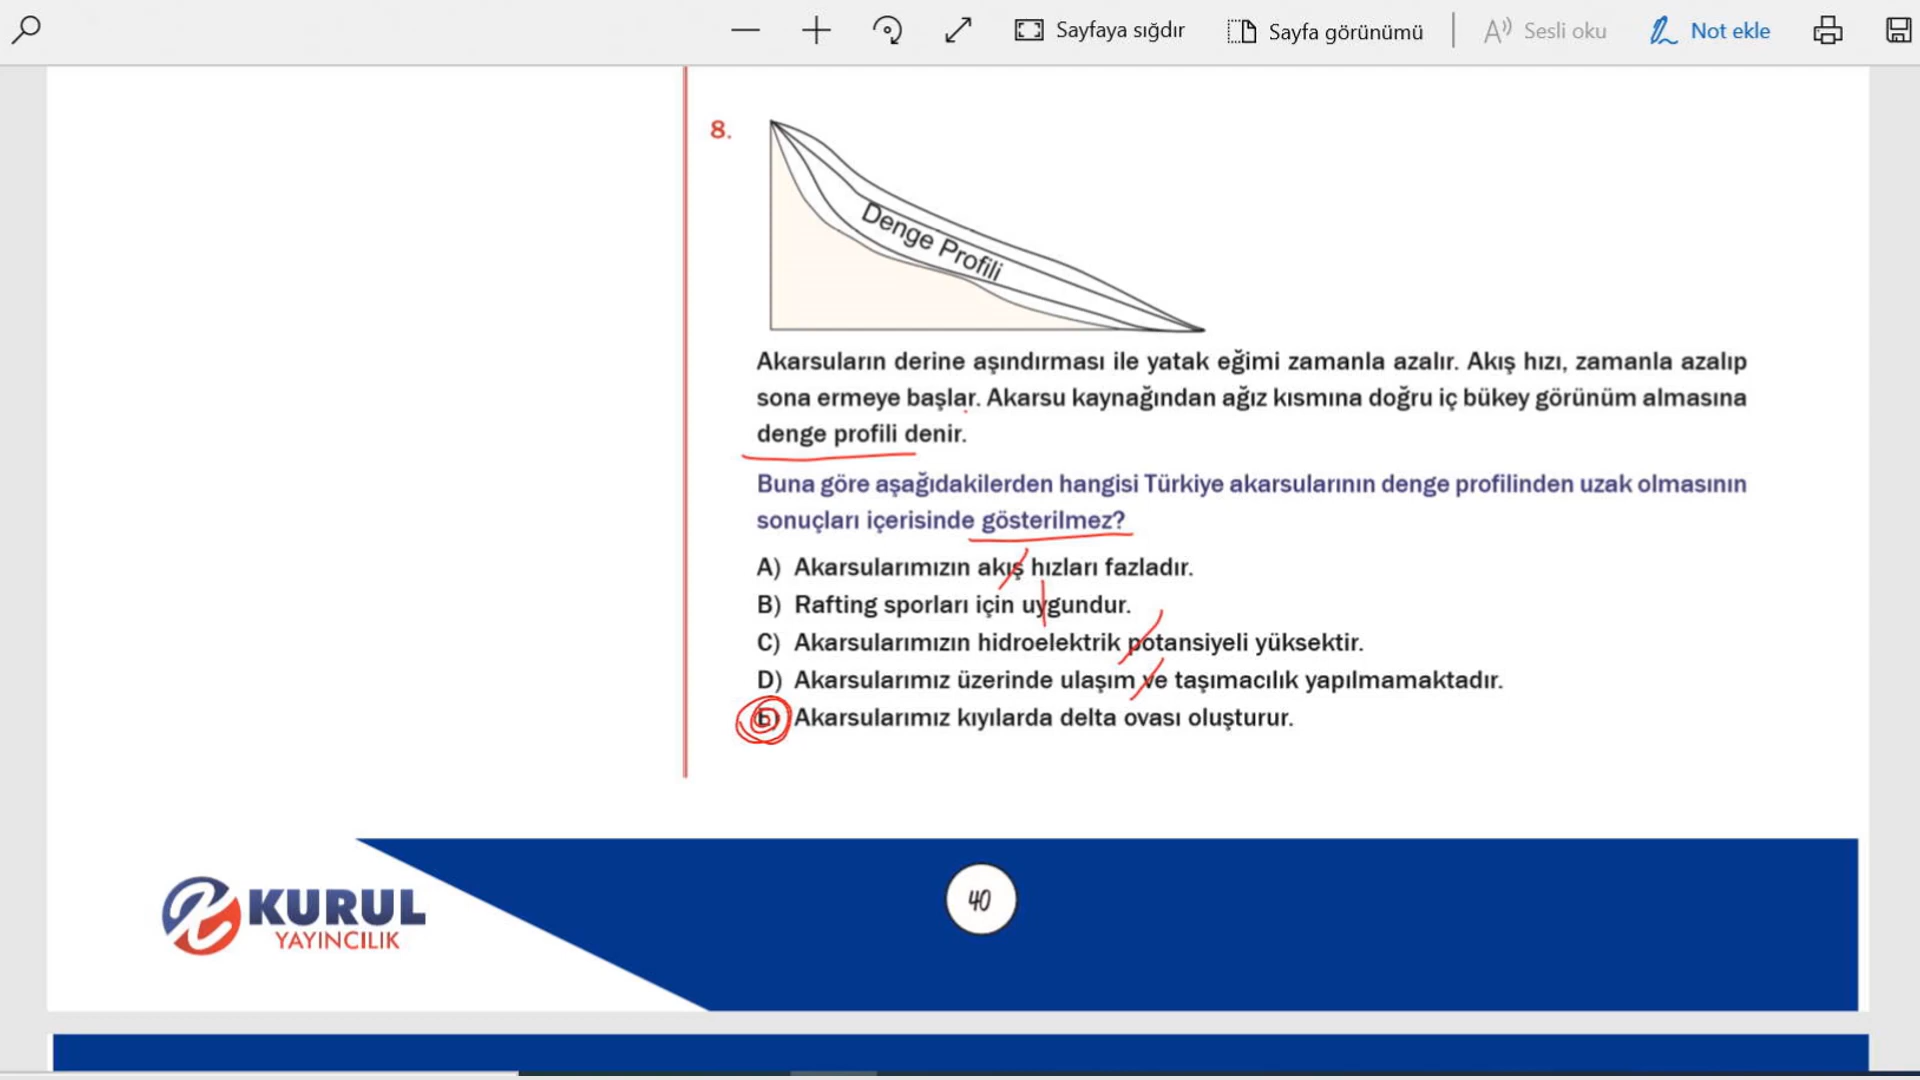 Sayfaya sığdır
Sayfa görünümü
Sesli oku
Not ekle
8.
Denge Profili
Akarsuların derine aşındırması ile yatak eğimi zamanla azalır. Akış hızı, zamanla azalıp
sona ermeye başlar. Akarsu kaynağından ağız kısmına doğru iç bükey görünüm almasına
denge profili denir.
Buna göre aşağıdakilerden hangisi Türkiye akarsularının denge profilinden uzak olmasının
sonuçları içerisinde gösterilmez?
A) Akarsularımızın akış hızları fazladır.
B) Rafting sporları için uygundur.
C) Akarsularımızın hidroelektrik potansiyeli yüksektir.
D) Akarsularımız üzerinde ulaşım ve taşımacılık yapılmamaktadır.
E) Akarsularımız kıyılarda delta ovası oluşturur.
KURUL
YAYINCILIK
40